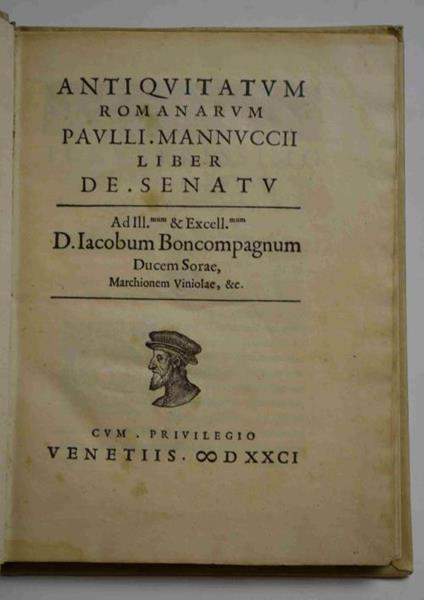 ANTIQVITATVM
ROMANARVM
PAVLLI. MANNVCCII
LIBER
DE. SENATV
Ad Ill.mum & Excell.mum
D. Iacobum Boncompagnum
Ducem Sorae,
Marchionem Viniolae, &c.
CVM. PRIVILEGIO
VENETIIS. ∞DXXCI